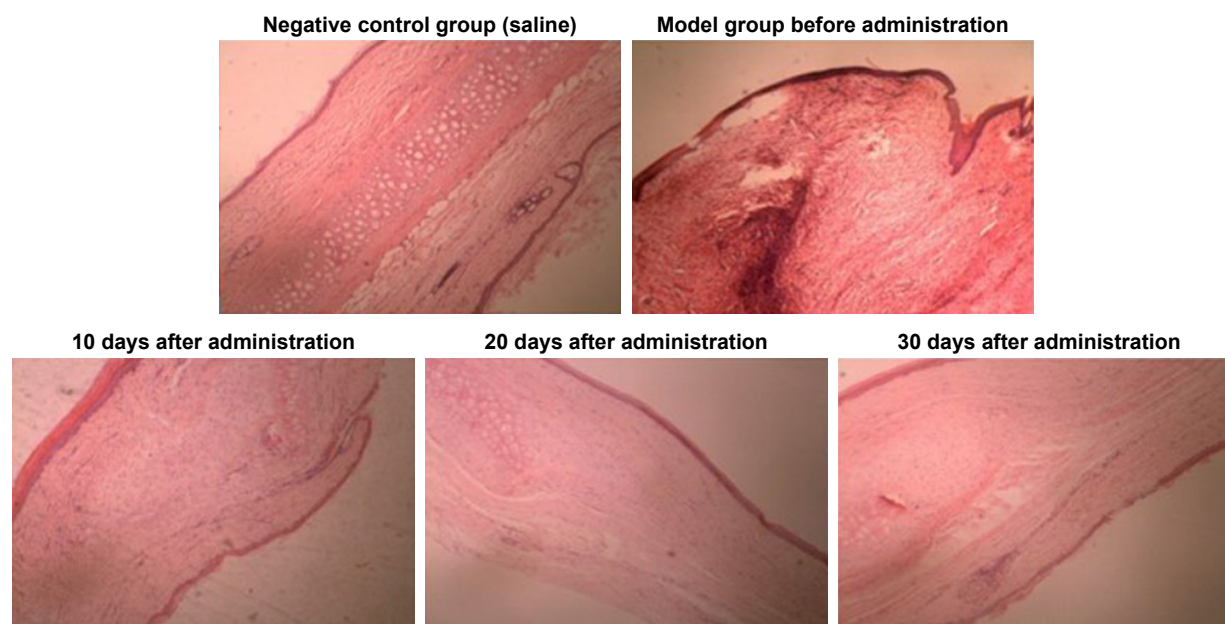 Negative control group (saline)
Model group before administration
10 days after administration
20 days after administration
30 days after administration